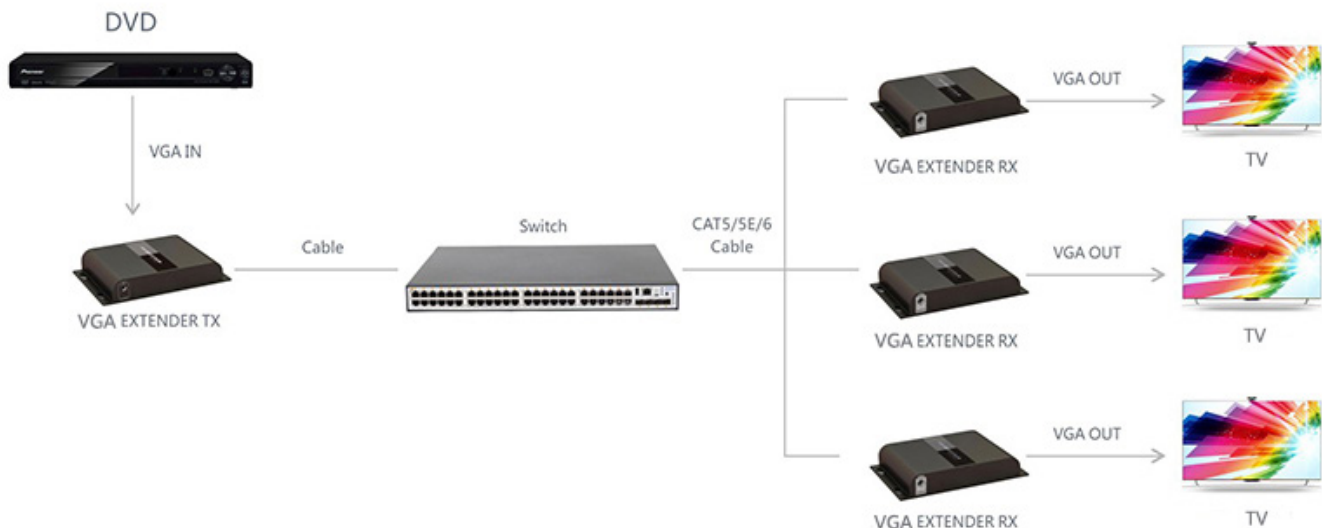 DVD
Pioneer
VGA IN
VGA EXTENDER TX
Cable
Switch
CAT5/5E/6
Cable
VGA EXTENDER RX
VGA OUT
TV
VGA EXTENDER RX
VGA OUT
TV
VGA EXTENDER RX
VGA OUT
TV